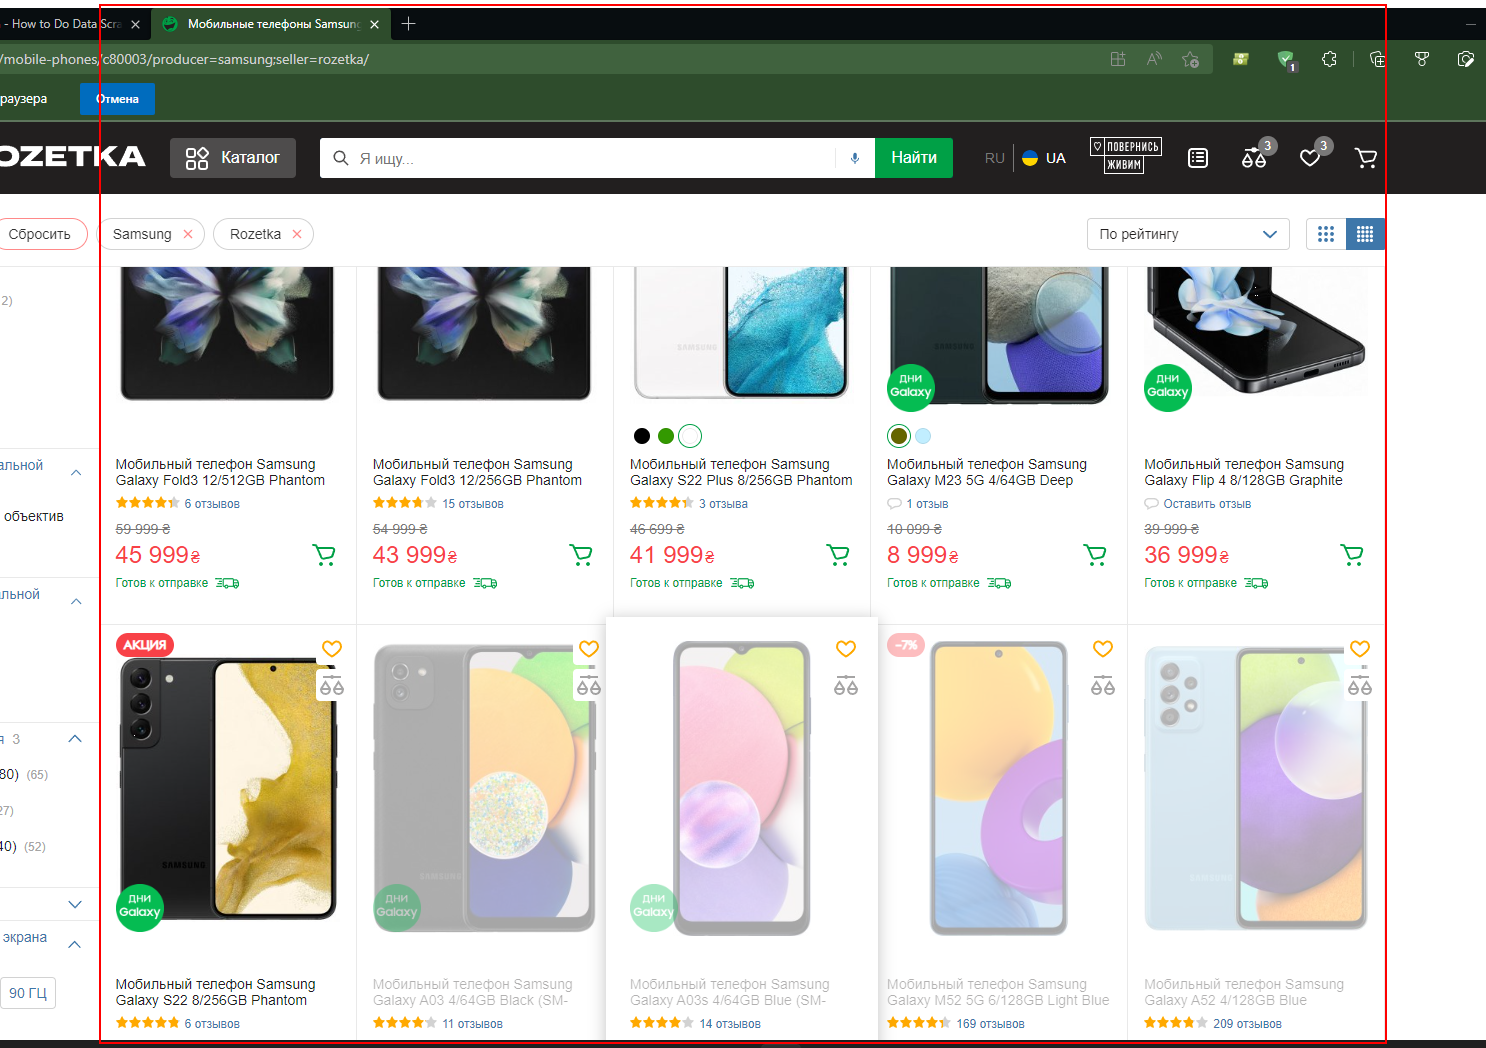 - How to Do Data Scra
Мобильные телефоны Samsung
/mobile-phones/c80003/producer=samsung;seller=rozetka/
1
раузера
Отмена
OZETKA
Каталог
Я ищу...
Найти
RU
UA
ПОВЕРНИСЬ
ЖИВИМ
3
3
Сбросить
Samsung
Rozetka
По рейтингу
2)
альной
объектив
альной
я 3
80) (65)
27)
40) (52)
экрана
90 ГЦ
SAMSUNG
SAMSUNG
ДНИ
Galaxy
ДНИ
Galaxy
Мобильный телефон Samsung
Galaxy Fold3 12/512GB Phantom
6 отзывов
59 999 ₴
45 999₴
Готов к отправке
Мобильный телефон Samsung
Galaxy Fold3 12/256GB Phantom
15 отзывов
54 999 ₴
43 999₴
Готов к отправке
Мобильный телефон Samsung
Galaxy S22 Plus 8/256GB Phantom
3 отзыва
46 699 ₴
41 999₴
Готов к отправке
Мобильный телефон Samsung
Galaxy M23 5G 4/64GB Deep
1 отзыв
10 099 ₴
8 999₴
Готов к отправке
Мобильный телефон Samsung
Galaxy Flip 4 8/128GB Graphite
Оставить отзыв
39 999 ₴
36 999₴
Готов к отправке
АКЦИЯ
SAMSUNG
ДНИ
Galaxy
Мобильный телефон Samsung
Galaxy S22 8/256GB Phantom
6 отзывов
ДНИ
Galaxy
Мобильный телефон Samsung
Galaxy A03 4/64GB Black (SM-
11 отзывов
ДНИ
Galaxy
Мобильный телефон Samsung
Galaxy A03s 4/64GB Blue (SM-
14 отзывов
-7%
Мобильный телефон Samsung
Galaxy M52 5G 6/128GB Light Blue
169 отзывов
SAMSUNG
Мобильный телефон Samsung
Galaxy A52 4/128GB Blue
209 отзывов